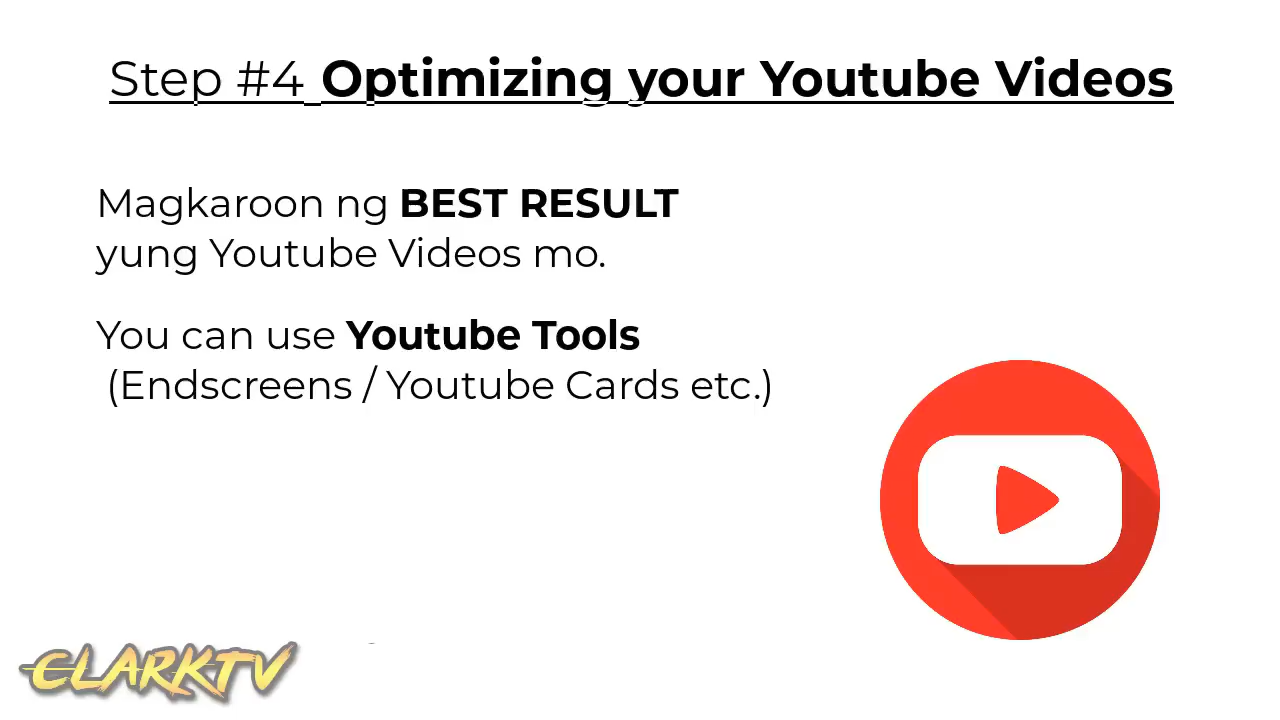 Step #4 Optimizing your Youtube Videos
Magkaroon ng BEST RESULT
yung Youtube Videos mo.
You can use Youtube Tools
(Endscreens / Youtube Cards etc.)
CLARKTV